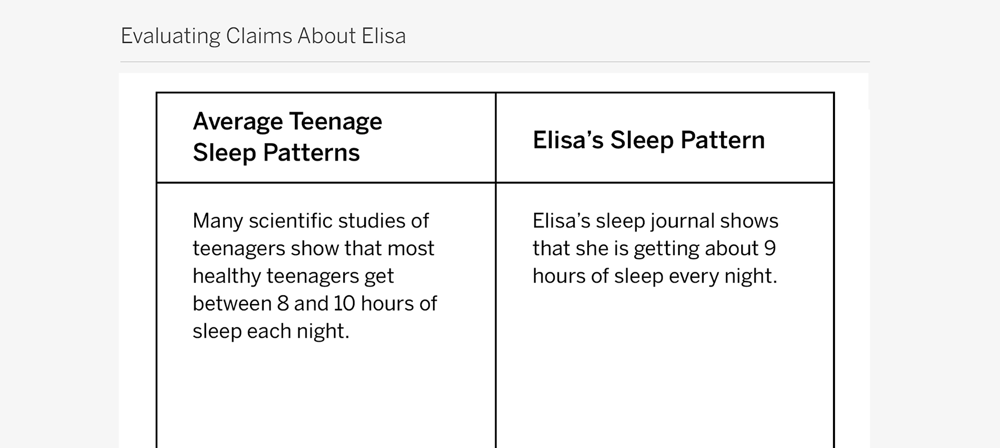 Evaluating Claims About Elisa
Average Teenage
Sleep Patterns
Elisa’s Sleep Pattern
Many scientific studies of
teenagers show that most
healthy teenagers get
between 8 and 10 hours of
sleep each night.
Elisa’s sleep journal shows
that she is getting about 9
hours of sleep every night.